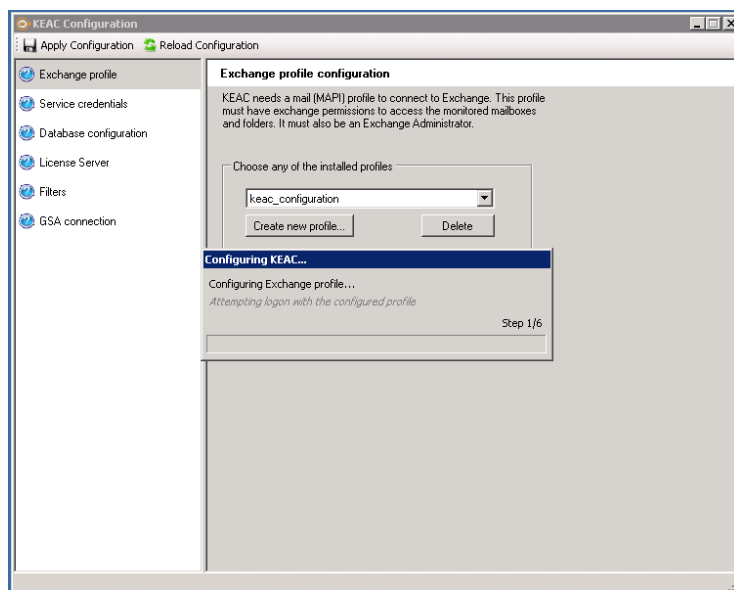 KEAC Configuration
Apply Configuration Reload Configuration
Exchange profile
Service credentials
Database configuration
License Server
Filters
GSA connection
Exchange profile configuration
KEAC needs a mail (MAPI) profile to connect to Exchange. This profile
must have exchange permissions to access the monitored mailboxes
and folders. It must also be an Exchange Administrator.
Choose any of the installed profiles
keac_configuration
Create new profile... Delete
Configuring KEAC...
Configuring Exchange profile...
Attempting logon with the configured profile
Step 1/6